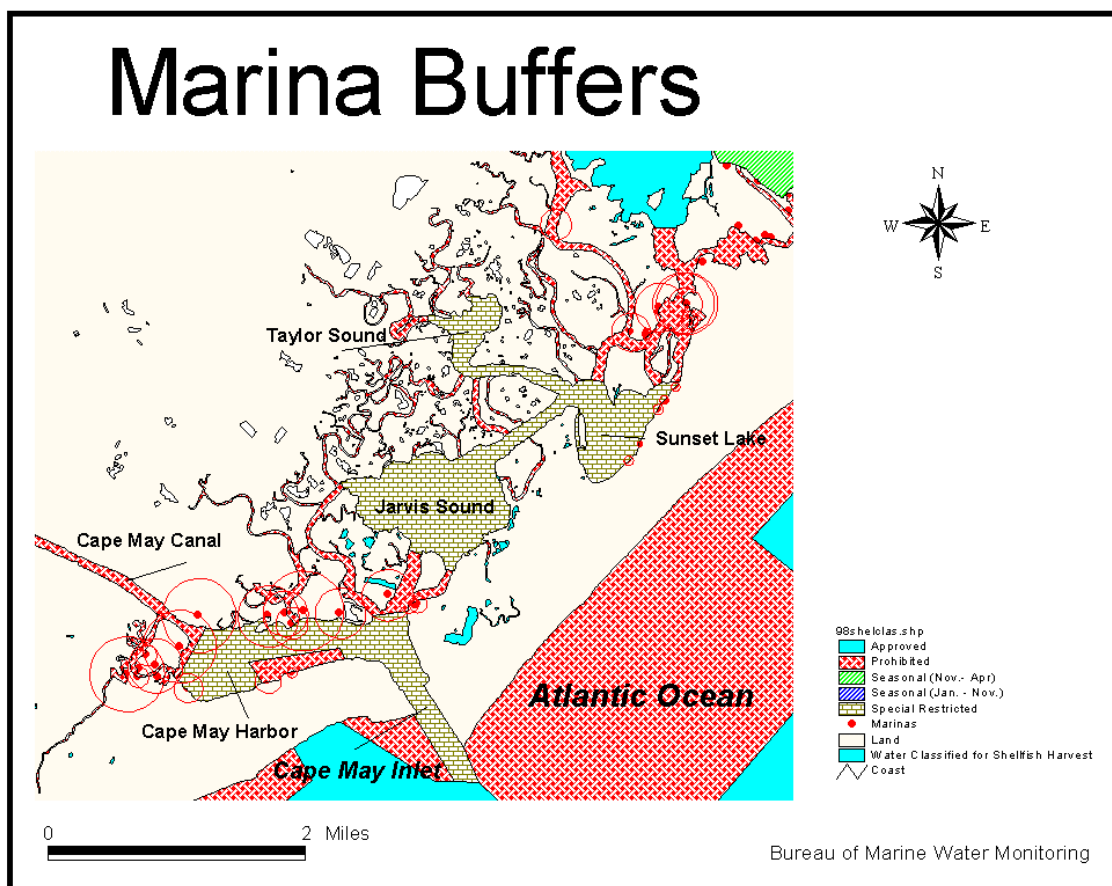 Marina Buffers
N
W E
S
Taylor Sound
Sunset Lake
Jarvis Sound
Cape May Canal
Atlantic Ocean
Cape May Harbor
Cape May Inlet
98shelclas.shp
Approved
Prohibited
Seasonal (Nov.- Apr)
Seasonal (Jan. - Nov.)
Special Restricted
Marinas
Land
Water Classified for Shellfish Harvest
Coast
0 2 Miles
Bureau of Marine Water Monitoring